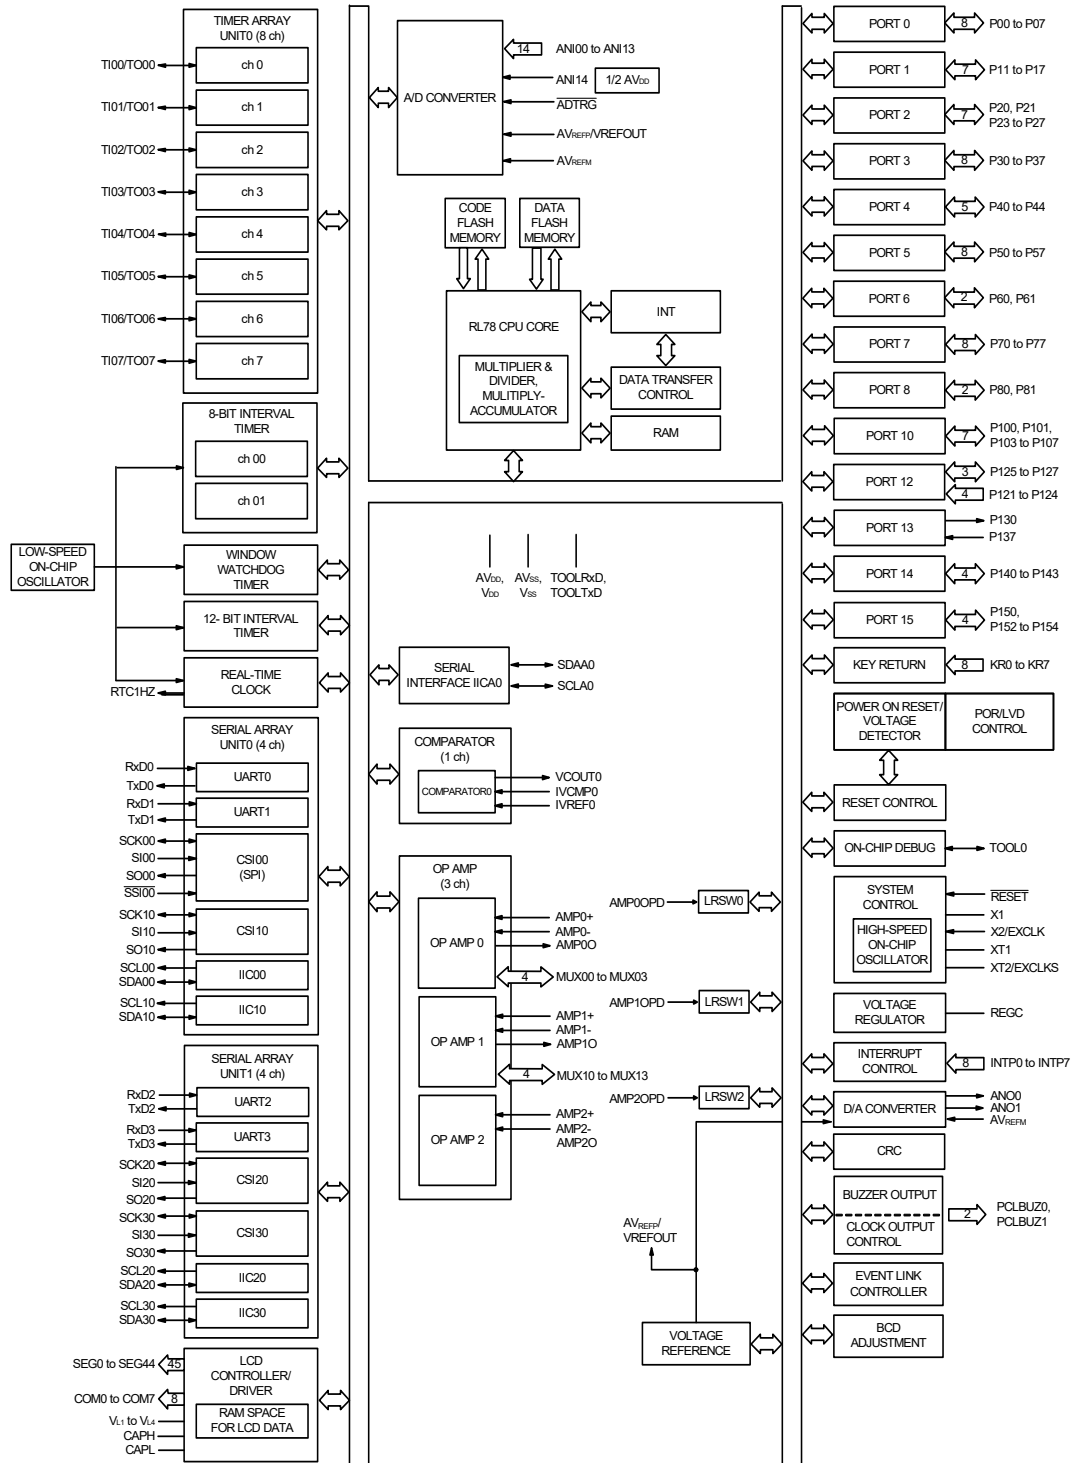 TIMER ARRAY
UNIT0 (8 ch)
ch 0
ch 1
ch 2
ch 3
ch 4
ch 5
ch 6
ch 7
TI00/TO00
TI01/TO01
TI02/TO02
TI03/TO03
TI04/TO04
TI05/TO05
TI06/TO06
TI07/TO07
8-BIT INTERVAL
TIMER
ch 00
ch 01
LOW-SPEED
ON-CHIP
OSCILLATOR
WINDOW
WATCHDOG
TIMER
12- BIT INTERVAL
TIMER
REAL-TIME
CLOCK
RTC1HZ
SERIAL ARRAY
UNIT0 (4 ch)
RxD0
TxD0
UART0
RxD1
TxD1
UART1
SCK00
SI00
SO00
SSI00
CSI00
(SPI)
SCK10
SI10
SO10
CSI10
SCL00
SDA00
IIC00
SCL10
SDA10
IIC10
SERIAL ARRAY
UNIT1 (4 ch)
RxD2
TxD2
UART2
RxD3
TxD3
UART3
SCK20
SI20
SO20
CSI20
SCK30
SI30
SO30
CSI30
SCL20
SDA20
IIC20
SCL30
SDA30
IIC30
LCD
CONTROLLER/
DRIVER
RAM SPACE
FOR LCD DATA
SEG0 to SEG44 45
COM0 to COM7 8
VL1 to VL4
CAPH
CAPL
A/D CONVERTER
14 ANI00 to ANI13
ANI14 1/2 AVDD
ADTRG
AVREFP/VREFOUT
AVREFM
CODE
FLASH
MEMORY
DATA
FLASH
MEMORY
RL78 CPU CORE
MULTIPLIER &
DIVIDER,
MULITIPLY-
ACCUMULATOR
INT
DATA TRANSFER
CONTROL
RAM
AVDD,
VDD
AVSS,
VSS
TOOLRxD,
TOOLTxD
SERIAL
INTERFACE IICA0
SDAA0
SCLA0
COMPARATOR
(1 ch)
COMPARATOR0
VCOUT0
IVCMP0
IVREF0
OP AMP
(3 ch)
OP AMP 0
AMP0+
AMP0-
AMP0O
4 MUX00 to MUX03
OP AMP 1
AMP1+
AMP1-
AMP1O
4 MUX10 to MUX13
OP AMP 2
AMP2+
AMP2-
AMP2O
AMP0OPD LRSW0
AMP1OPD LRSW1
AMP2OPD LRSW2
AVREFP/
VREFOUT
VOLTAGE
REFERENCE
PORT 0 8 P00 to P07
PORT 1 7 P11 to P17
PORT 2 7 P20, P21
P23 to P27
PORT 3 8 P30 to P37
PORT 4 5 P40 to P44
PORT 5 8 P50 to P57
PORT 6 2 P60, P61
PORT 7 8 P70 to P77
PORT 8 2 P80, P81
PORT 10 7 P100, P101,
P103 to P107
PORT 12 3 P125 to P127
4 P121 to P124
PORT 13 P130
P137
PORT 14 4 P140 to P143
PORT 15 4 P150,
P152 to P154
KEY RETURN 8 KR0 to KR7
POWER ON RESET/
VOLTAGE
DETECTOR
POR/LVD
CONTROL
RESET CONTROL
ON-CHIP DEBUG TOOL0
SYSTEM
CONTROL
HIGH-SPEED
ON-CHIP
OSCILLATOR
RESET
X1
X2/EXCLK
XT1
XT2/EXCLKS
VOLTAGE
REGULATOR
REGC
INTERRUPT
CONTROL
8 INTP0 to INTP7
D/A CONVERTER
ANO0
ANO1
AVREFM
CRC
BUZZER OUTPUT
CLOCK OUTPUT
CONTROL
2 PCLBUZ0,
PCLBUZ1
EVENT LINK
CONTROLLER
BCD
ADJUSTMENT